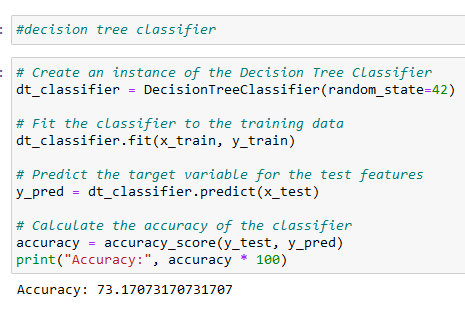 #decision tree classifier
# Create an instance of the Decision Tree Classifier
dt_classifier = DecisionTreeClassifier(random_state=42)
# Fit the classifier to the training data
dt_classifier.fit(x_train, y_train)
# Predict the target variable for the test features
y_pred = dt_classifier.predict(x_test)
# Calculate the accuracy of the classifier
accuracy = accuracy_score(y_test, y_pred)
print("Accuracy:", accuracy * 100)
Accuracy: 73.17073170731707